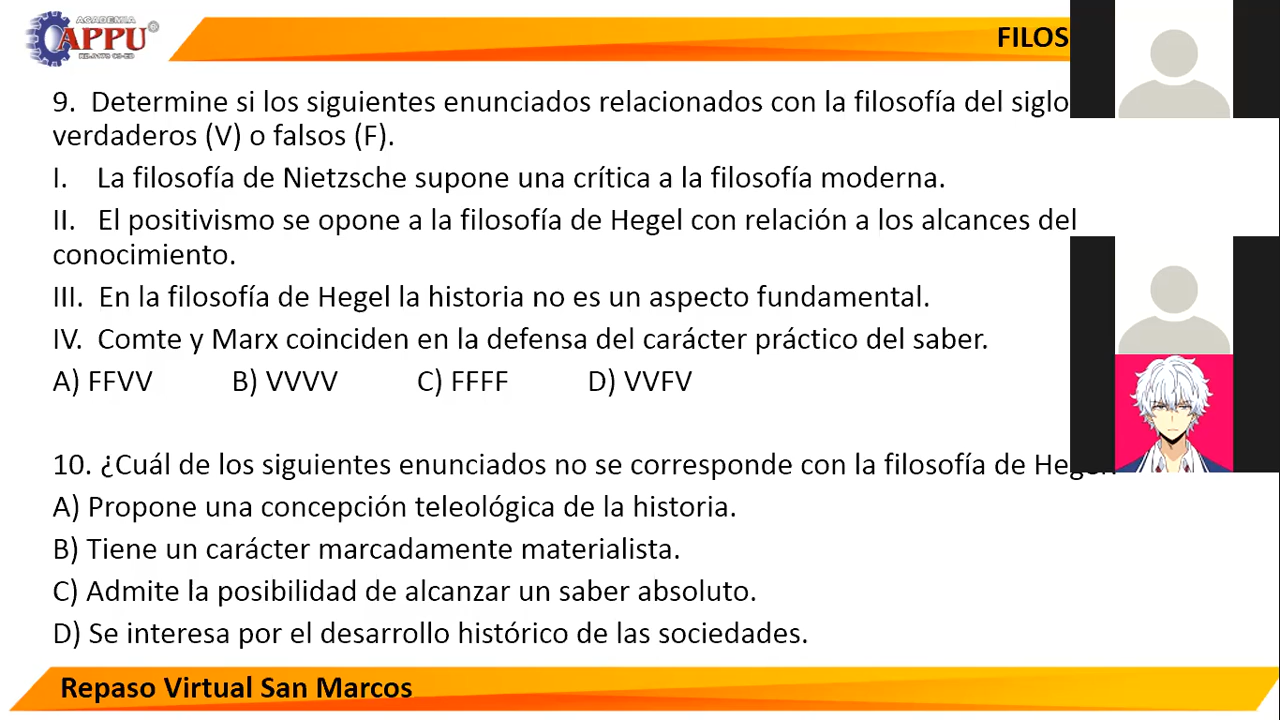 ACADEMIA
APPU
FILOS
9. Determine si los siguientes enunciados relacionados con la filosofía del siglo
verdaderos (V) o falsos (F).
I. La filosofía de Nietzsche supone una crítica a la filosofía moderna.
II. El positivismo se opone a la filosofía de Hegel con relación a los alcances del
conocimiento.
III. En la filosofía de Hegel la historia no es un aspecto fundamental.
IV. Comte y Marx coinciden en la defensa del carácter práctico del saber.
A) FFVV B) VVVV C) FFFF D) VVFV
10. ¿Cuál de los siguientes enunciados no se corresponde con la filosofía de
A) Propone una concepción teleológica de la historia.
B) Tiene un carácter marcadamente materialista.
C) Admite la posibilidad de alcanzar un saber absoluto.
D) Se interesa por el desarrollo histórico de las sociedades.
Repaso Virtual San Marcos